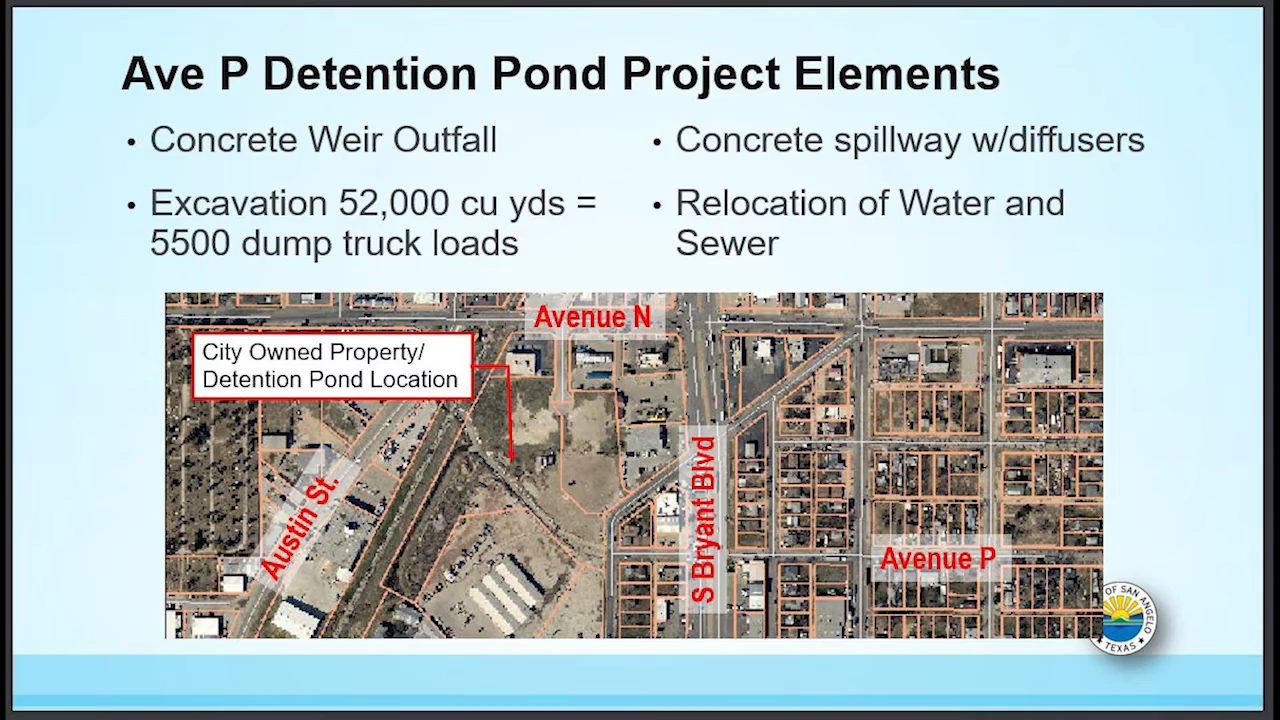 Ave P Detention Pond Project Elements
• Concrete Weir Outfall
• Excavation 52,000 cu yds =
5500 dump truck loads
• Concrete spillway w/diffusers
• Relocation of Water and
Sewer
Avenue N
City Owned Property/
Detention Pond Location
Austin St.
S Bryant Blvd
Avenue P
OF SAN ANGELO
TEXAS